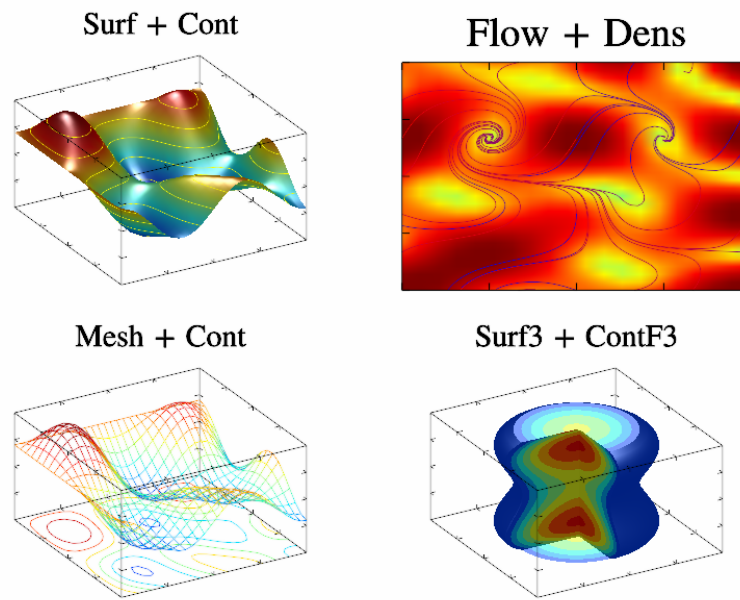 Surf + Cont
Flow + Dens
Mesh + Cont
Surf3 + ContF3